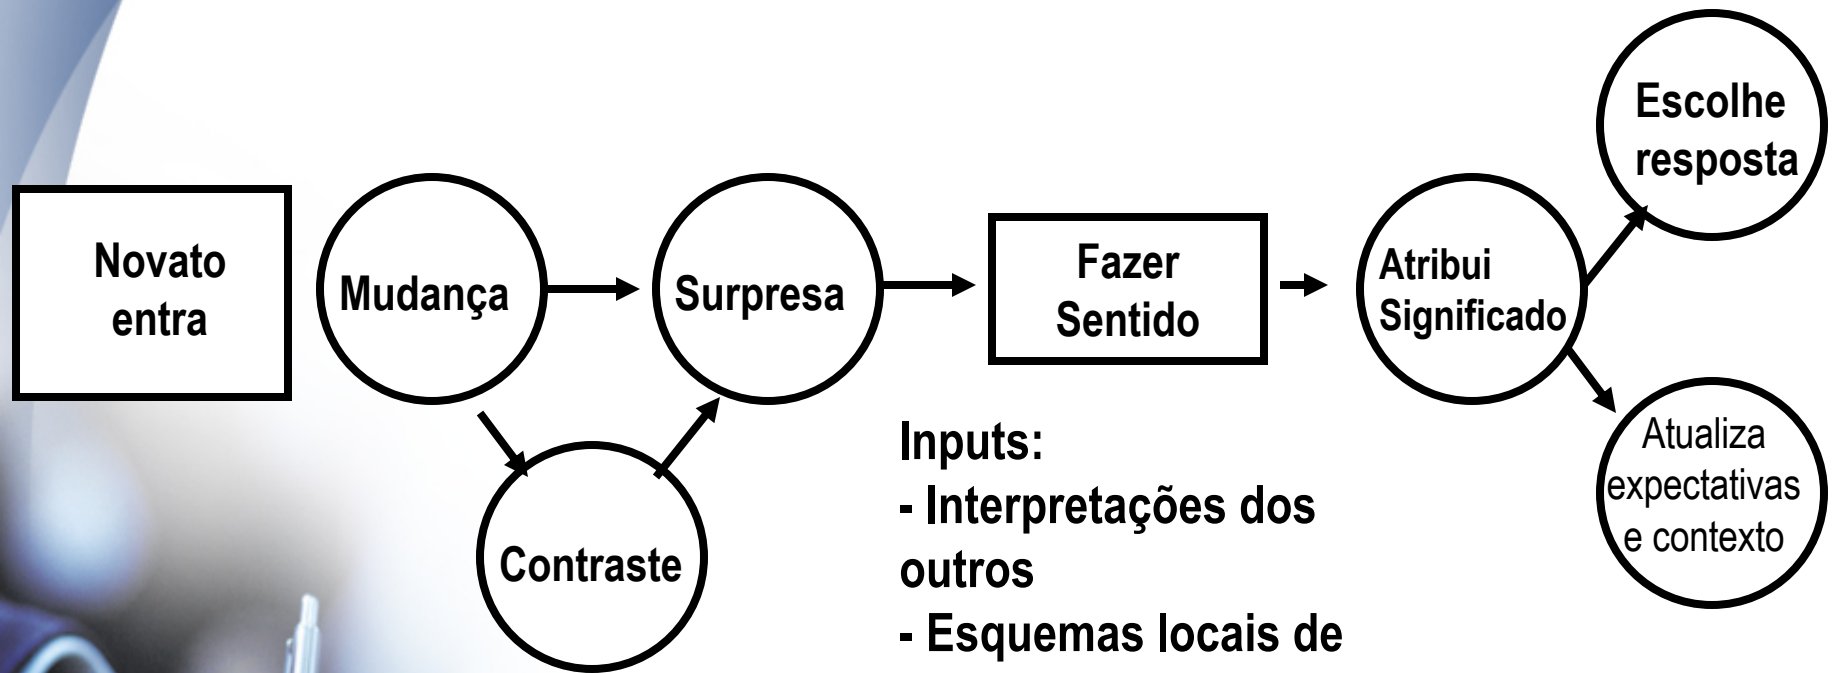 Novato
entra
Mudança
Contraste
Surpresa
Fazer
Sentido
Inputs:
- Interpretações dos
outros
- Esquemas locais de
Atribui
Significado
Escolhe
resposta
Atualiza
expectativas
e contexto